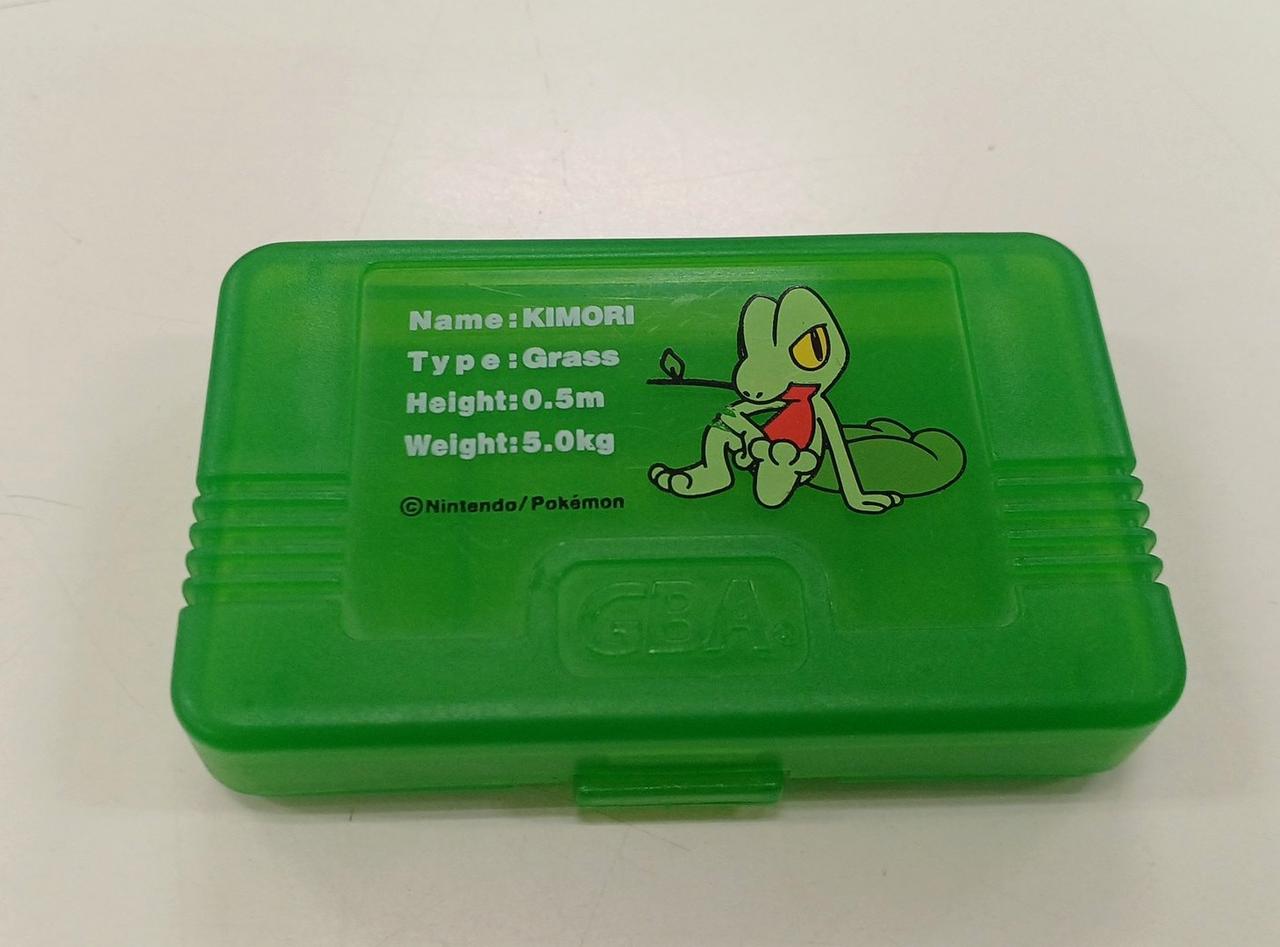 Name:KIMORI
Type:Grass
Height:0.5m
Weight:5.0kg
©Nintendo/Pokémon
GBA